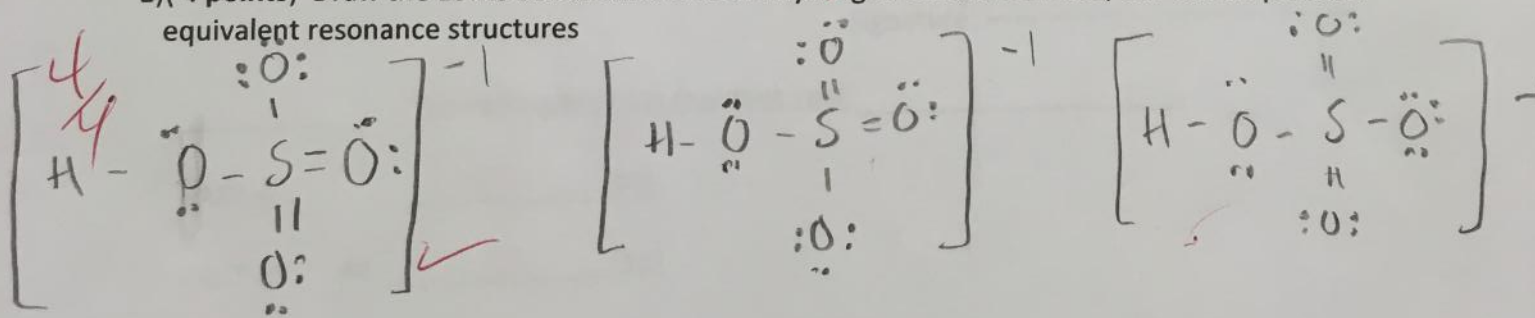 equivalent resonance structures
4/4
:Ö: :Ö :O:
-1 -1 -
H - O - S = O: H - O - S = O: H - O - S - O:
O: :O: :O: